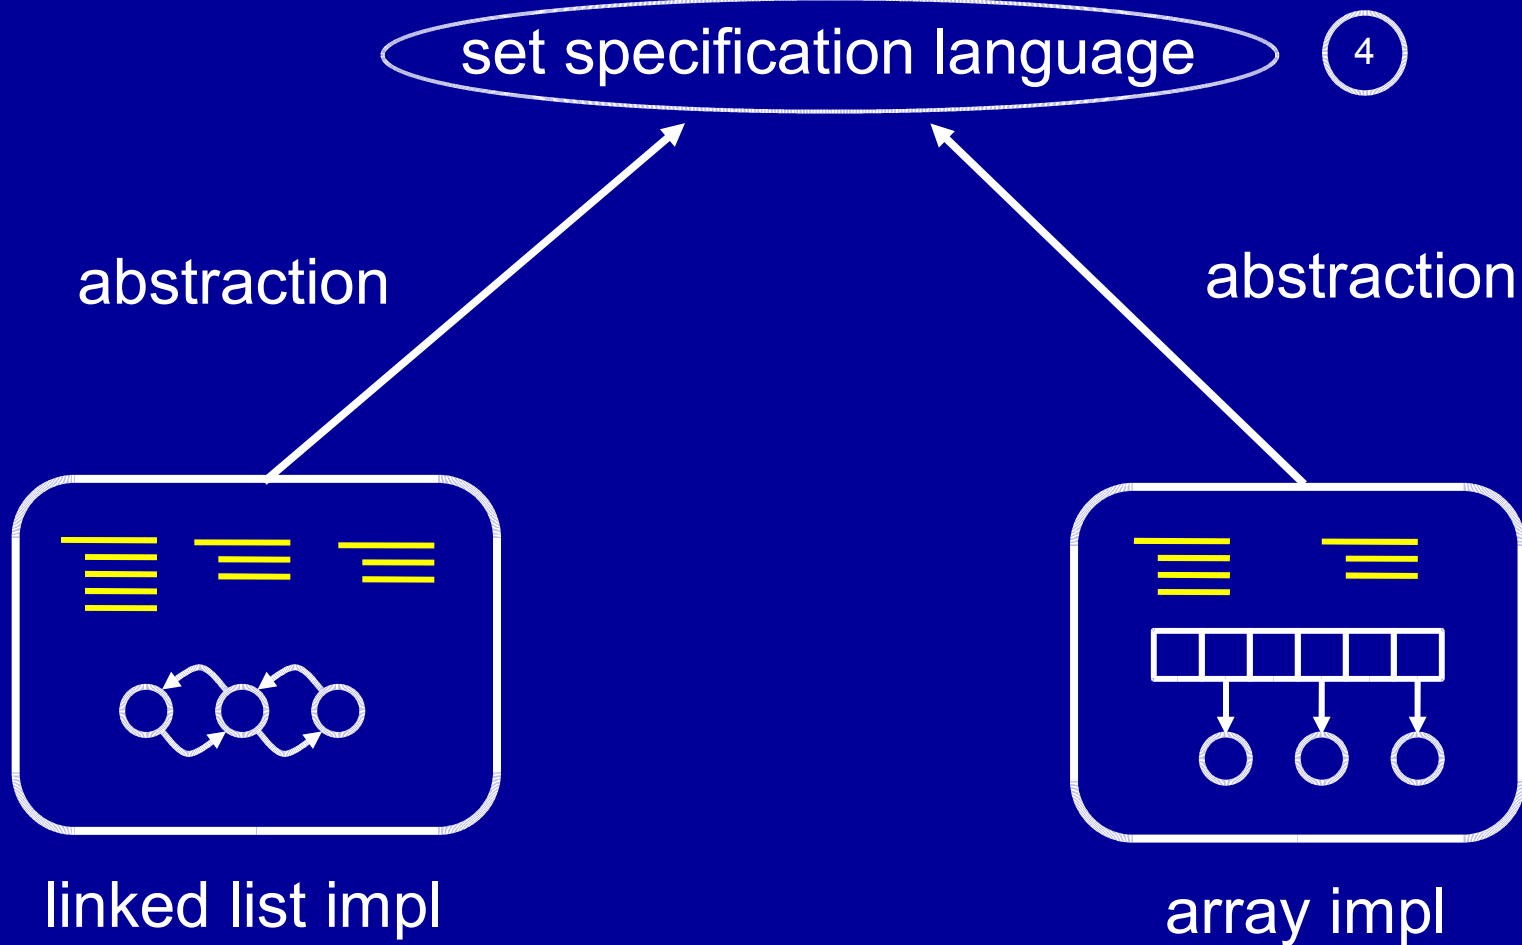 set specification language
4
abstraction
abstraction
linked list impl
array impl